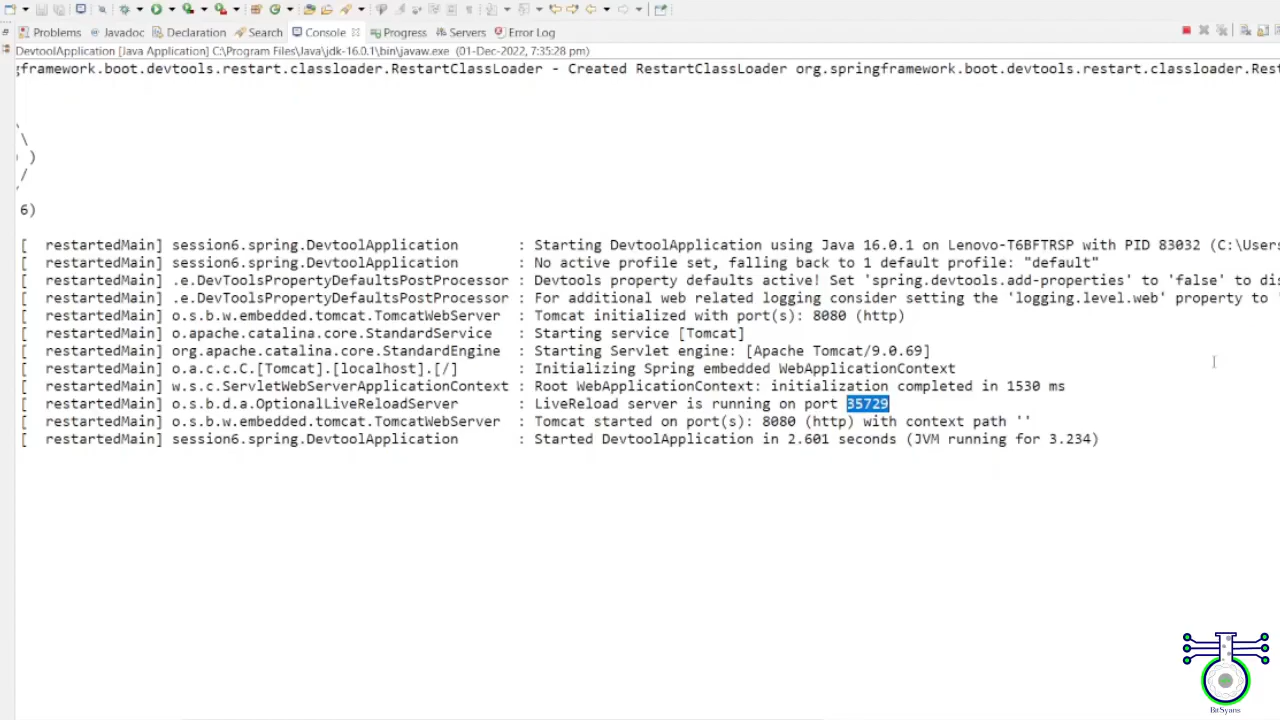 Problems Javadoc Declaration Search Console Progress Servers Error Log
DevtoolApplication [Java Application] C:\Program Files\Java\jdk-16.0.1\bin\javaw.exe (01-Dec-2022, 7:35:28 pm)
gframework.boot.devtools.restart.classloader.RestartClassLoader - Created RestartClassLoader org.springframework.boot.devtools.restart.classloader.Rest
\
)
/
6)
[  restartedMain] session6.spring.DevtoolApplication : Starting DevtoolApplication using Java 16.0.1 on Lenovo-T6BFTRSP with PID 83032 (C:\Users
[  restartedMain] session6.spring.DevtoolApplication : No active profile set, falling back to 1 default profile: "default"
[  restartedMain] .e.DevToolsPropertyDefaultsPostProcessor : Devtools property defaults active! Set 'spring.devtools.add-properties' to 'false' to dis
[  restartedMain] .e.DevToolsPropertyDefaultsPostProcessor : For additional web related logging consider setting the 'logging.level.web' property to
[  restartedMain] o.s.b.w.embedded.tomcat.TomcatWebServer : Tomcat initialized with port(s): 8080 (http)
[  restartedMain] o.apache.catalina.core.StandardService : Starting service [Tomcat]
[  restartedMain] org.apache.catalina.core.StandardEngine : Starting Servlet engine: [Apache Tomcat/9.0.69]
[  restartedMain] o.a.c.c.C.[Tomcat].[localhost].[/] : Initializing Spring embedded WebApplicationContext
[  restartedMain] w.s.c.ServletWebServerApplicationContext : Root WebApplicationContext: initialization completed in 1530 ms
[  restartedMain] o.s.b.d.a.OptionalLiveReloadServer : LiveReload server is running on port 35729
[  restartedMain] o.s.b.w.embedded.tomcat.TomcatWebServer : Tomcat started on port(s): 8080 (http) with context path ''
[  restartedMain] session6.spring.DevtoolApplication : Started DevtoolApplication in 2.601 seconds (JVM running for 3.234)
BitSyans